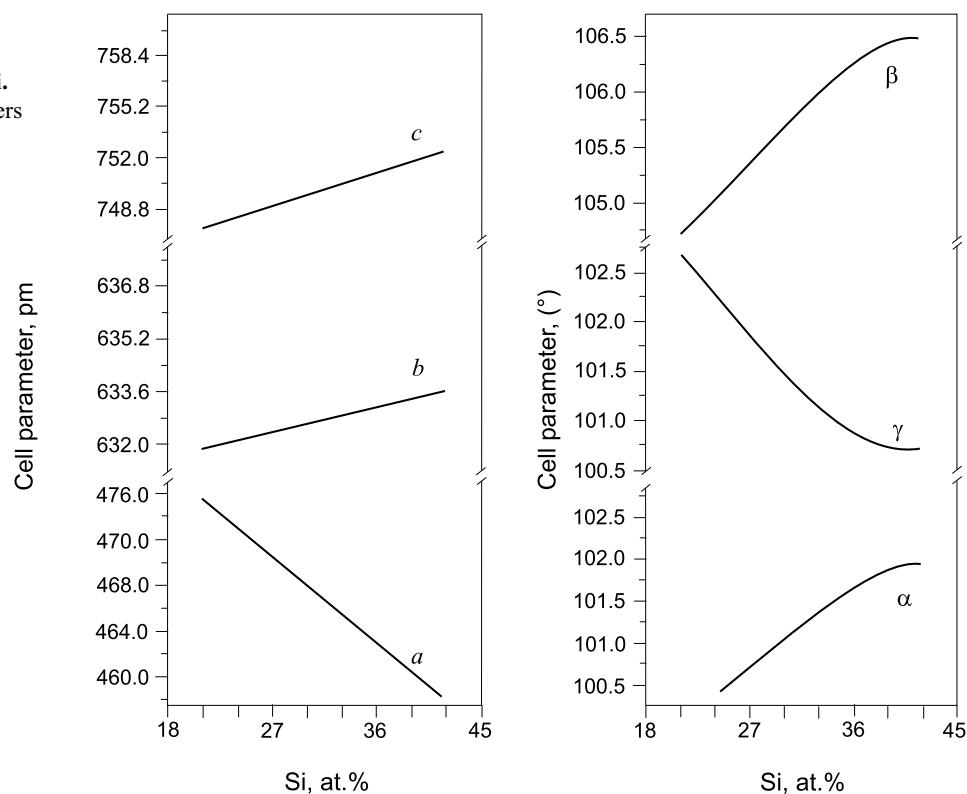 i.
ers
758.4
755.2
752.0
748.8
636.8
635.2
633.6
632.0
476.0
470.0
468.0
464.0
460.0
18
27
36
45
c
b
a
Cell parameter, pm
Si, at.%
106.5
106.0
105.5
105.0
102.5
102.0
101.5
101.0
100.5
102.5
102.0
101.5
101.0
100.5
18
27
36
45
β
γ
α
Cell parameter, (°)
Si, at.%